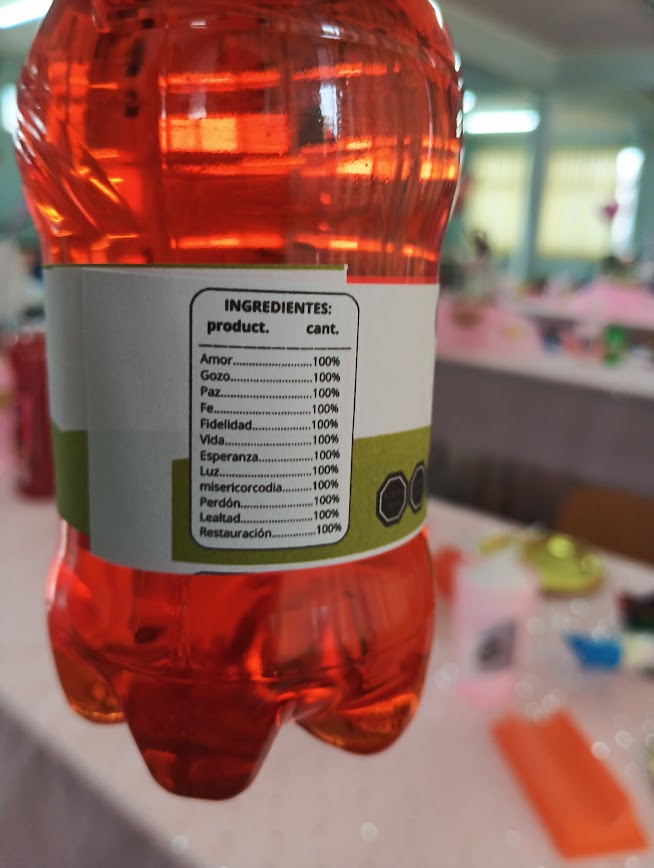 INGREDIENTES:
product. cant.
Amor..........................100%
Gozo..........................100%
Paz.............................100%
Fe...............................100%
Fidelidad....................100%
Vida...........................100%
Esperanza.................100%
Luz.............................100%
misericorcodia.........100%
Perdón......................100%
Lealtad......................100%
Restauración.............100%